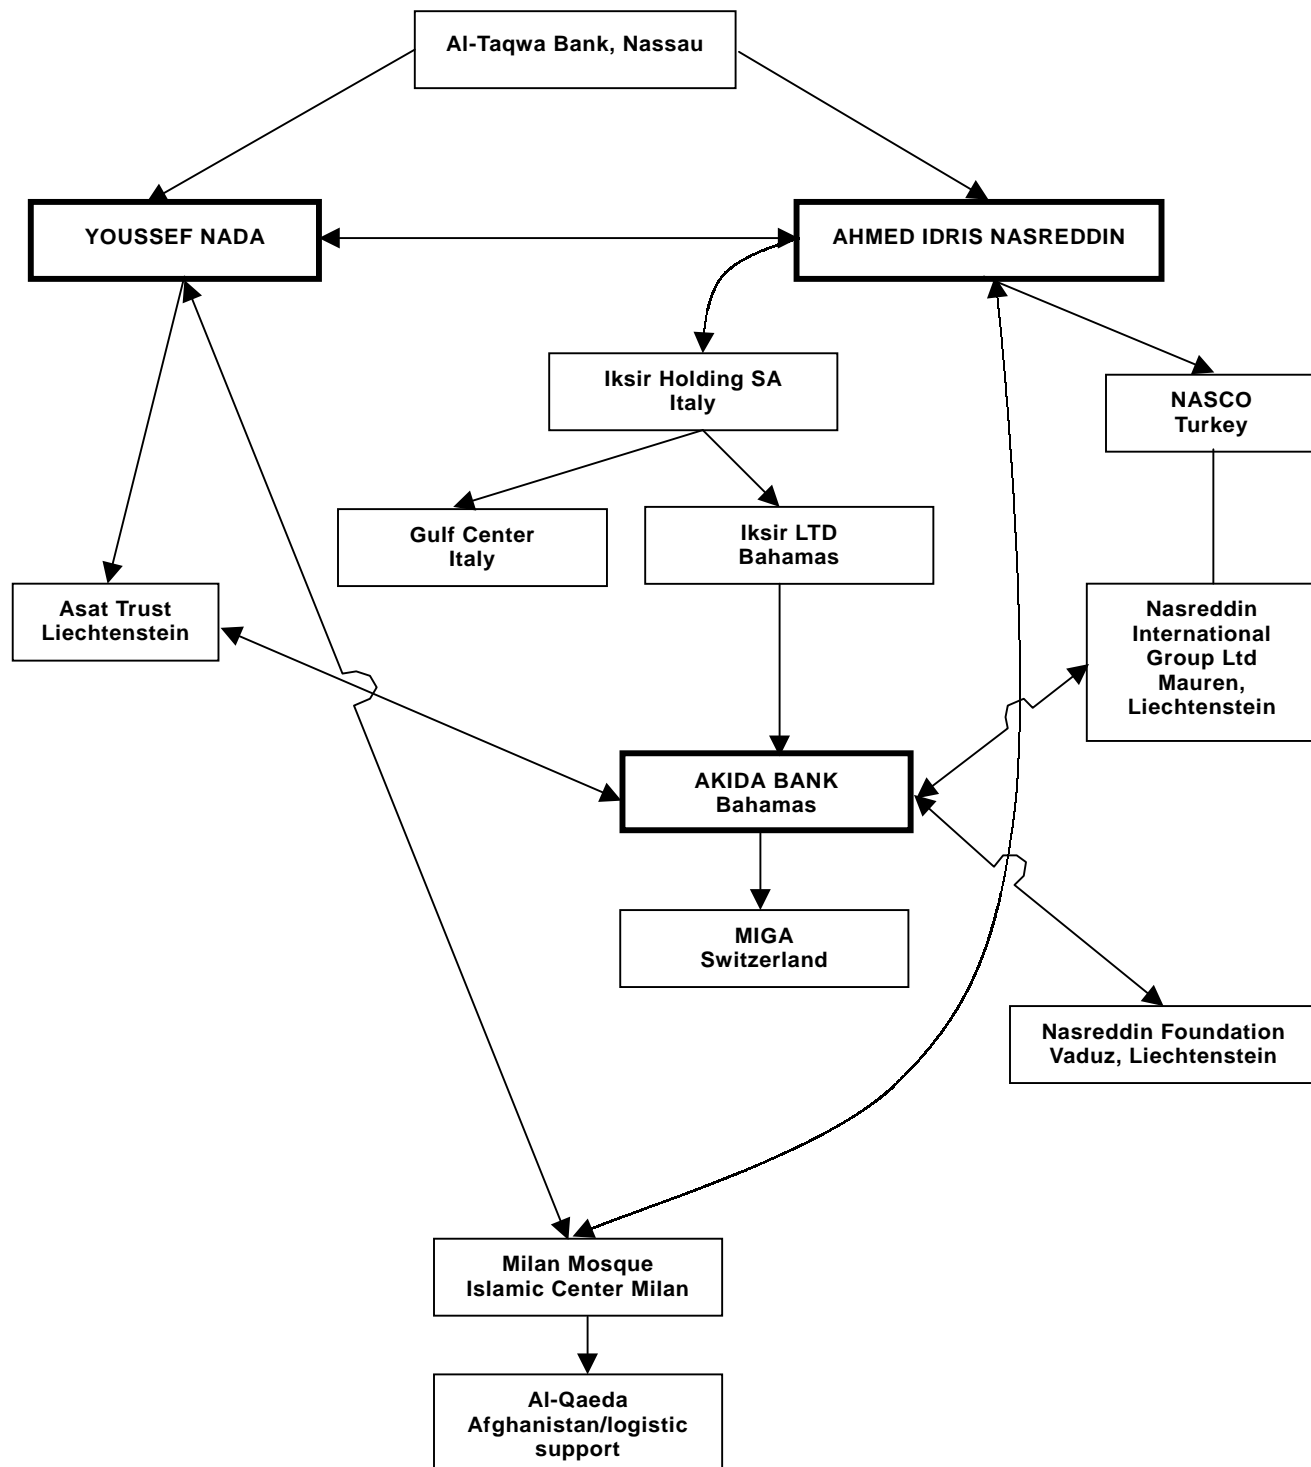 Al-Taqwa Bank, Nassau
YOUSSEF NADA
AHMED IDRIS NASREDDIN
Iksir Holding SA
Italy
NASCO
Turkey
Gulf Center
Italy
Iksir LTD
Bahamas
Asat Trust
Liechtenstein
Nasreddin
International
Group Ltd
Mauren,
Liechtenstein
AKIDA BANK
Bahamas
MIGA
Switzerland
Nasreddin Foundation
Vaduz, Liechtenstein
Milan Mosque
Islamic Center Milan
Al-Qaeda
Afghanistan/logistic
support